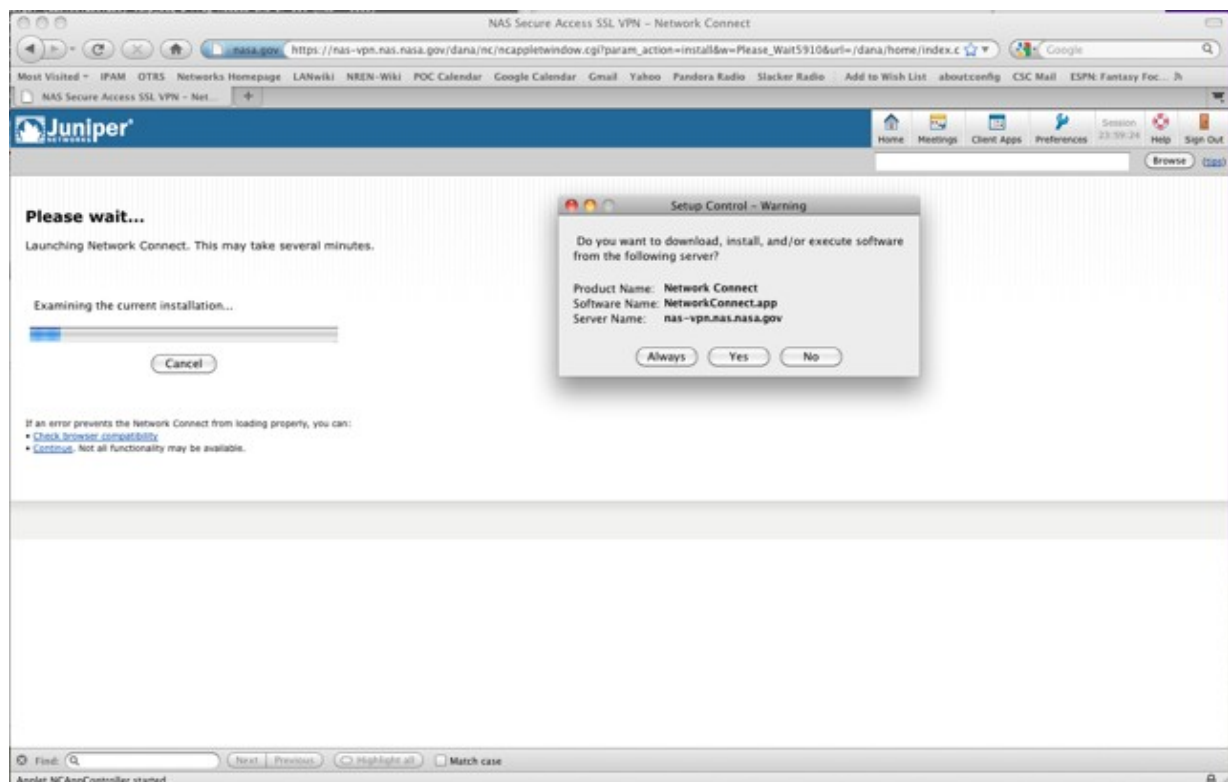 NAS Secure Access SSL VPN – Network Connect
nasa.gov https://nas-vpn.nas.nasa.gov/dana/nc/ncappletwindow.cgi?param_action=install&w=Please_Wait5910&url=/dana/home/index.c Google
Most Visited IPAM OTRS Networks Homepage LANwiki NREN-Wiki POC Calendar Google Calendar Gmail Yahoo Pandora Radio Slacker Radio Add to Wish List about:config CSC Mail ESPN: Fantasy Foc...
NAS Secure Access SSL VPN – Net... +
Juniper
NETWORKS
Home Meetings Client Apps Preferences Session 23:59:24 Help Sign Out
Browse (tips)
Please wait...
Launching Network Connect. This may take several minutes.
Examining the current installation...
Cancel
If an error prevents the Network Connect from loading properly, you can:
• Check browser compatibility
• Continue. Not all functionality may be available.
Setup Control – Warning
Do you want to download, install, and/or execute software
from the following server?
Product Name: Network Connect
Software Name: NetworkConnect.app
Server Name: nas-vpn.nas.nasa.gov
Always Yes No
Find: Next Previous Highlight all Match case
Applet NCAppController started